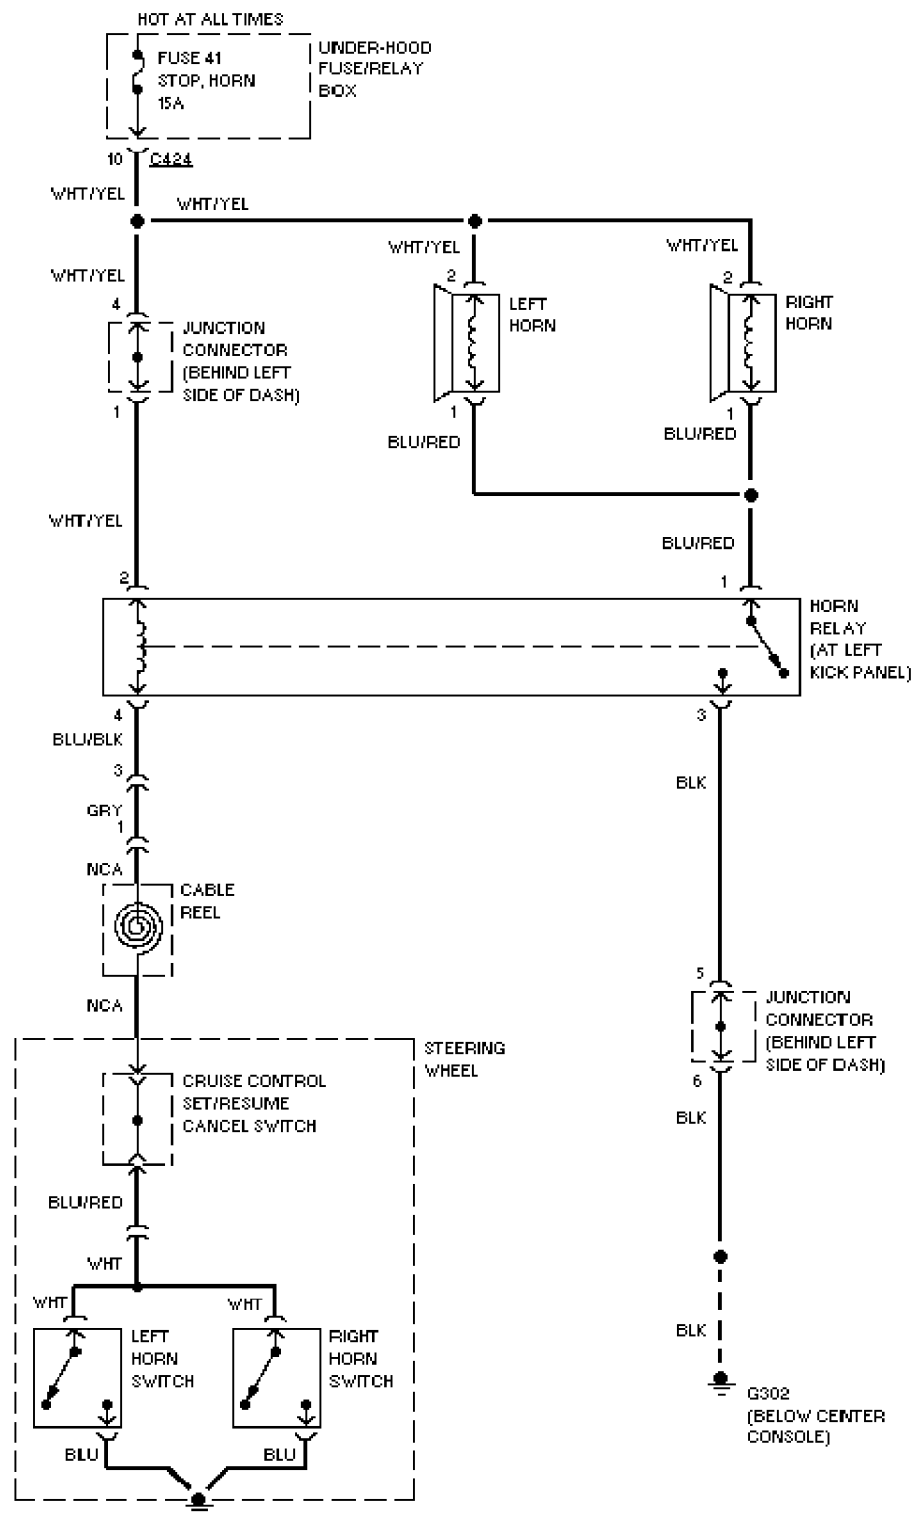 HOT AT ALL TIMES
FUSE 41
STOP, HORN
15A
UNDER-HOOD
FUSE/RELAY
BOX
10
C424
WHT/YEL
WHT/YEL
WHT/YEL
WHT/YEL
WHT/YEL
4
JUNCTION
CONNECTOR
(BEHIND LEFT
SIDE OF DASH)
1
2
LEFT
HORN
1
BLU/RED
2
RIGHT
HORN
1
BLU/RED
WHT/YEL
BLU/RED
2
1
HORN
RELAY
(AT LEFT
KICK PANEL)
4
3
BLU/BLK
3
BLK
GRY
1
NCA
CABLE
REEL
NCA
5
JUNCTION
CONNECTOR
(BEHIND LEFT
SIDE OF DASH)
6
BLK
STEERING
WHEEL
CRUISE CONTROL
SET/RESUME
CANCEL SWITCH
BLU/RED
WHT
WHT
WHT
LEFT
HORN
SWITCH
RIGHT
HORN
SWITCH
BLU
BLU
BLK
G302
(BELOW CENTER
CONSOLE)